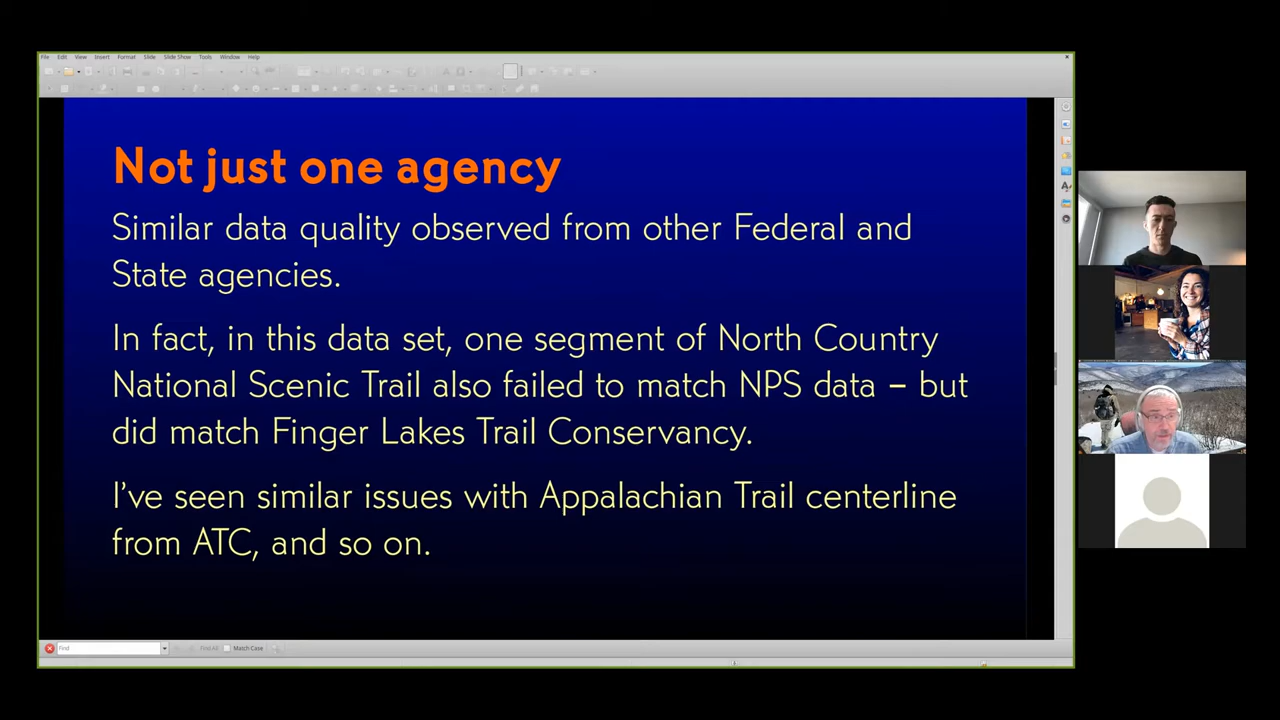 File Edit View Insert Format Slide Slide Show Tools Window Help
Not just one agency
Similar data quality observed from other Federal and
State agencies.
In fact, in this data set, one segment of North Country
National Scenic Trail also failed to match NPS data – but
did match Finger Lakes Trail Conservancy.
I’ve seen similar issues with Appalachian Trail centerline
from ATC, and so on.
Find Find All Match Case